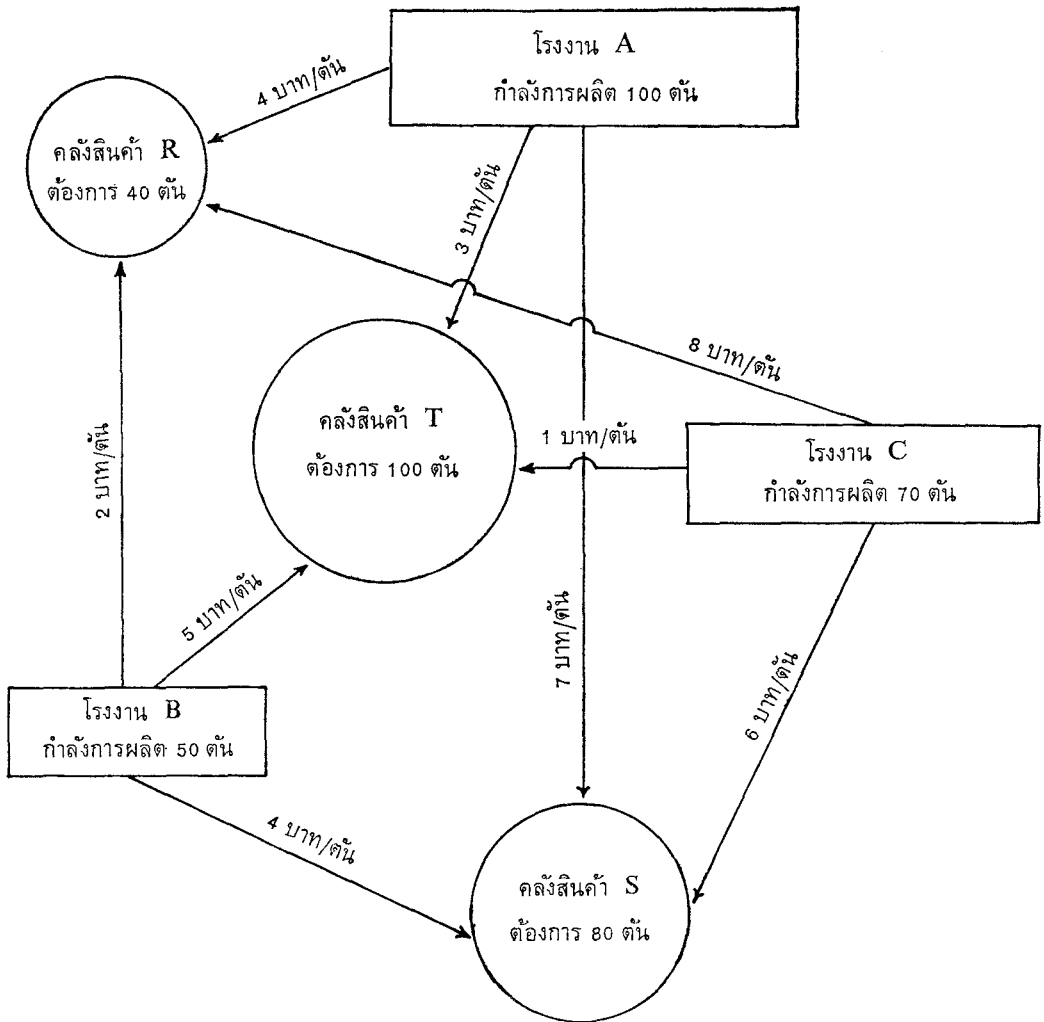 โรงงาน A
กำลังการผลิต 100 ตัน
4 บาท/ตัน
คลังสินค้า R
ต้องการ 40 ตัน
3 บาท/ตัน
8 บาท/ตัน
คลังสินค้า T
ต้องการ 100 ตัน
1 บาท/ตัน
โรงงาน C
กำลังการผลิต 70 ตัน
2 บาท/ตัน
5 บาท/ตัน
7 บาท/ตัน
6 บาท/ตัน
โรงงาน B
กำลังการผลิต 50 ตัน
4 บาท/ตัน
คลังสินค้า S
ต้องการ 80 ตัน